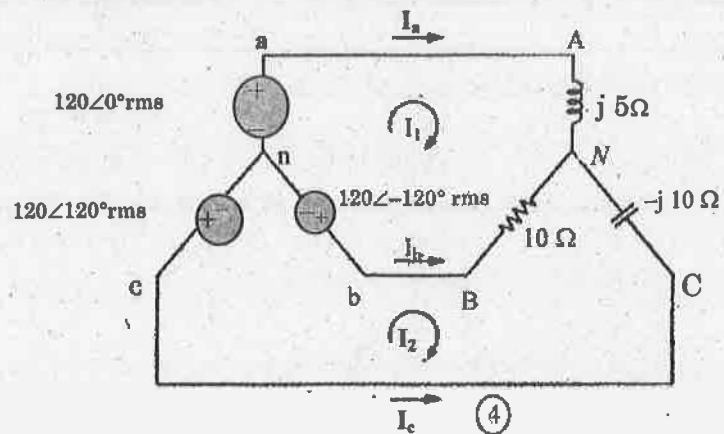 I_a
a
A
120∠0°rms
+
−
j 5Ω
I_1
n
N
120∠120°rms
+
−
120∠−120° rms
−
+
10 Ω
−j 10 Ω
c
I_b
b
B
C
I_2
I_c
4